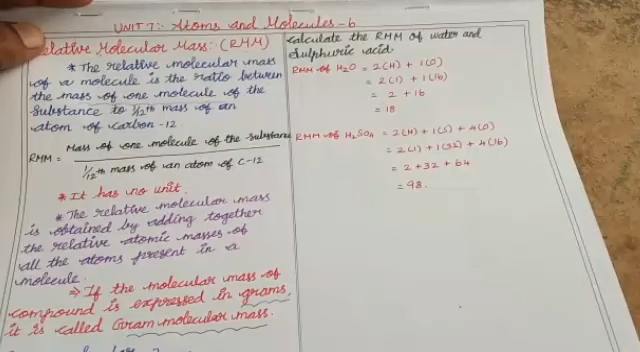 UNIT 7:- Atoms and Molecules-6
Relative Molecular Mass: (RMM)
* The relative molecular mass
of a molecule is the ratio between
the mass of one molecule of the
substance to 1/12th mass of an
atom of carbon-12.
RMM = Mass of one molecule of the substance
1/12th mass of an atom of C-12
* It has no unit.
* The relative molecular mass
is obtained by adding together
the relative atomic masses of
all the atoms present in a
molecule.
⇒ If the molecular mass of
compound is expressed in grams,
it is called Gram molecular mass.
Calculate the RMM of water and
Sulphuric acid
RMM of H₂O = 2(H) + 1(O)
= 2(1) + 1(16)
= 2 + 16
= 18
RMM of H₂SO₄ = 2(H) + 1(S) + 4(O)
= 2(1) + 1(32) + 4(16)
= 2 + 32 + 64
= 98.